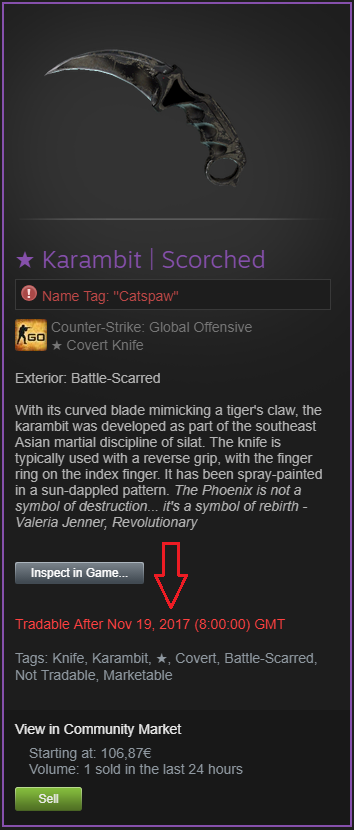 ★ Karambit | Scorched
Name Tag: "Catspaw"
GO
Counter-Strike: Global Offensive
★ Covert Knife
Exterior: Battle-Scarred
With its curved blade mimicking a tiger's claw, the
karambit was developed as part of the southeast
Asian martial discipline of silat. The knife is
typically used with a reverse grip, with the finger
ring on the index finger. It has been spray-painted
in a sun-dappled pattern. The Phoenix is not a
symbol of destruction... it's a symbol of rebirth -
Valeria Jenner, Revolutionary
Inspect in Game...
Tradable After Nov 19, 2017 (8:00:00) GMT
Tags: Knife, Karambit, ★, Covert, Battle-Scarred,
Not Tradable, Marketable
View in Community Market
Starting at: 106,87€
Volume: 1 sold in the last 24 hours
Sell